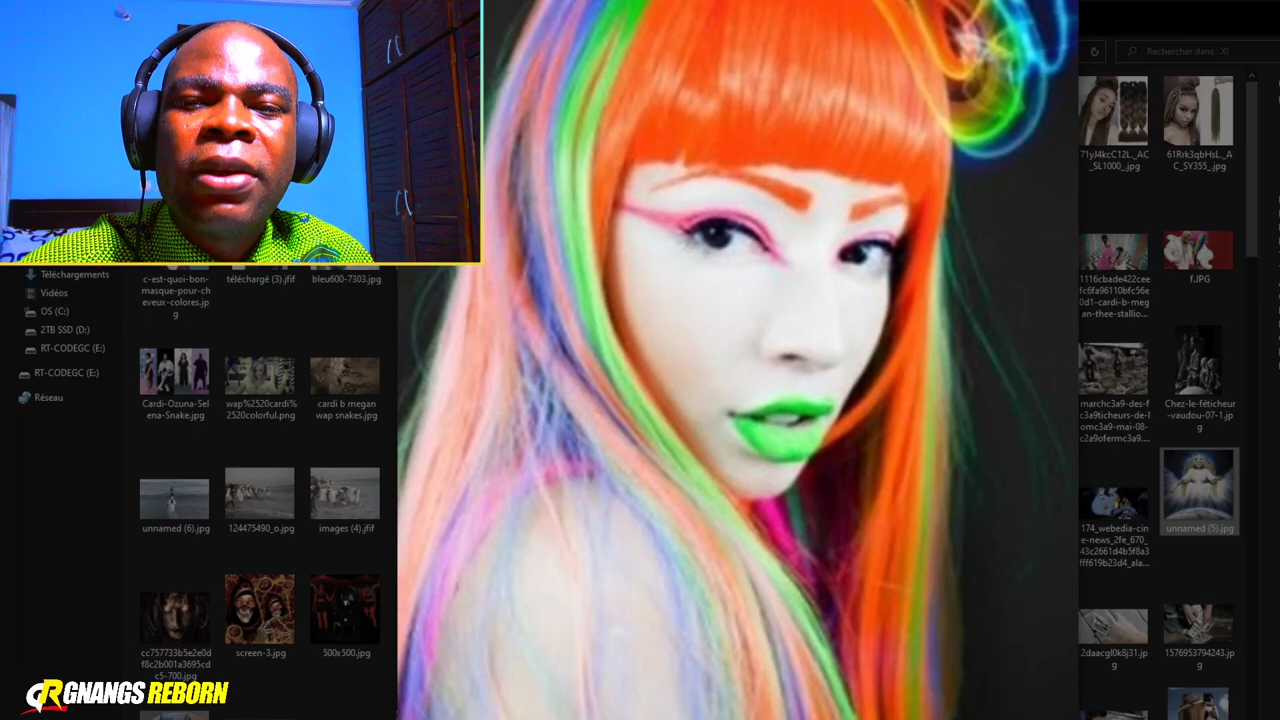 Rechercher dans : XI
71yJ4kcC12L._AC
_SL1000_.jpg
61Rrk3qbHsL._A
C_SY355_.jpg
Téléchargements
Vidéos
OS (C:)
2TB SSD (D:)
RT-CODEGC (E:)
RT-CODEGC (E:)
Réseau
c-est-quoi-bon-
masque-pour-ch
eveux-colores.jp
g
téléchargé (3).jfif
bleu600-7303.jpg
1116cbade422cee
fc6fa96110bfc56e
0d1-cardi-b-meg
an-thee-stallio...
f.JPG
Cardi-Ozuna-Sel
ena-Snake.jpg
wap%2520cardi%
2520colorful.png
cardi b megan
wap snakes.jpg
marchc3a9-des-f
c3a9ticheurs-de-l
omc3a9-mai-08-
c2a9ofermc3a9....
Chez-le-féticheur
-vaudou-07-1.jp
g
unnamed (6).jpg
124475490_o.jpg
images (4).jfif
174_webedia-cin
e-news_2fe_670_
43c2661d4b5f8a3
fff619b23d4_ala...
unnamed (5).jpg
cc757733b5e2e0d
f8c2b001a3695cd
c5-700.jpg
screen-3.jpg
500x500.jpg
2daacgl0k8j31.jp
g
1576953794243.jp
g
GR GNANGS REBORN